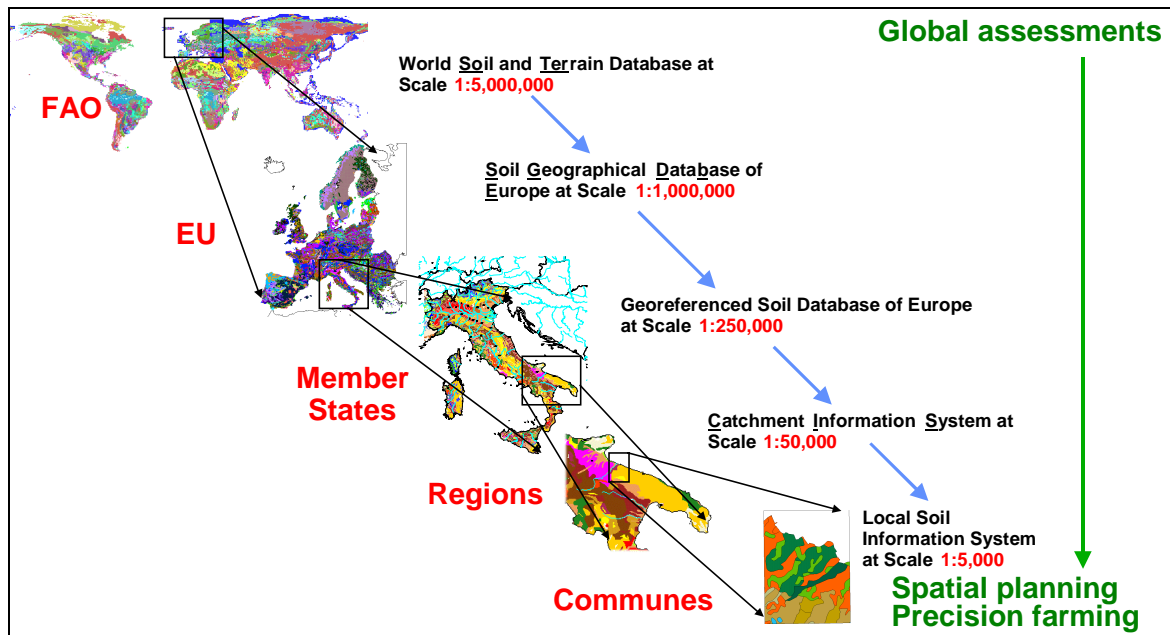 Global assessments
World Soil and Terrain Database at
Scale 1:5,000,000
FAO
Soil Geographical Database of
Europe at Scale 1:1,000,000
EU
Georeferenced Soil Database of Europe
at Scale 1:250,000
Member
States
Catchment Information System at
Scale 1:50,000
Regions
Local Soil
Information System
at Scale 1:5,000
Communes
Spatial planning
Precision farming